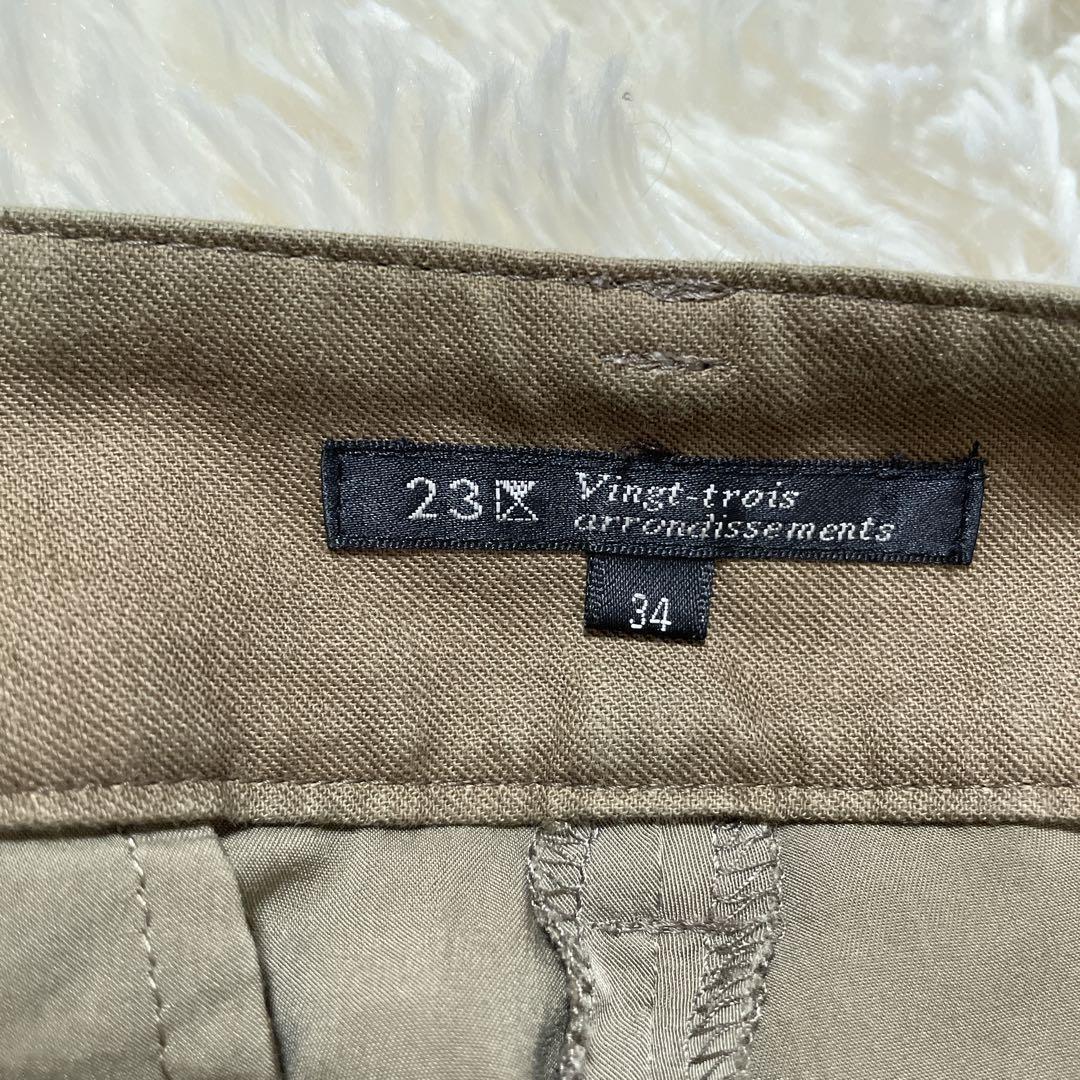 23区 Vingt-trois
arrondissements
34